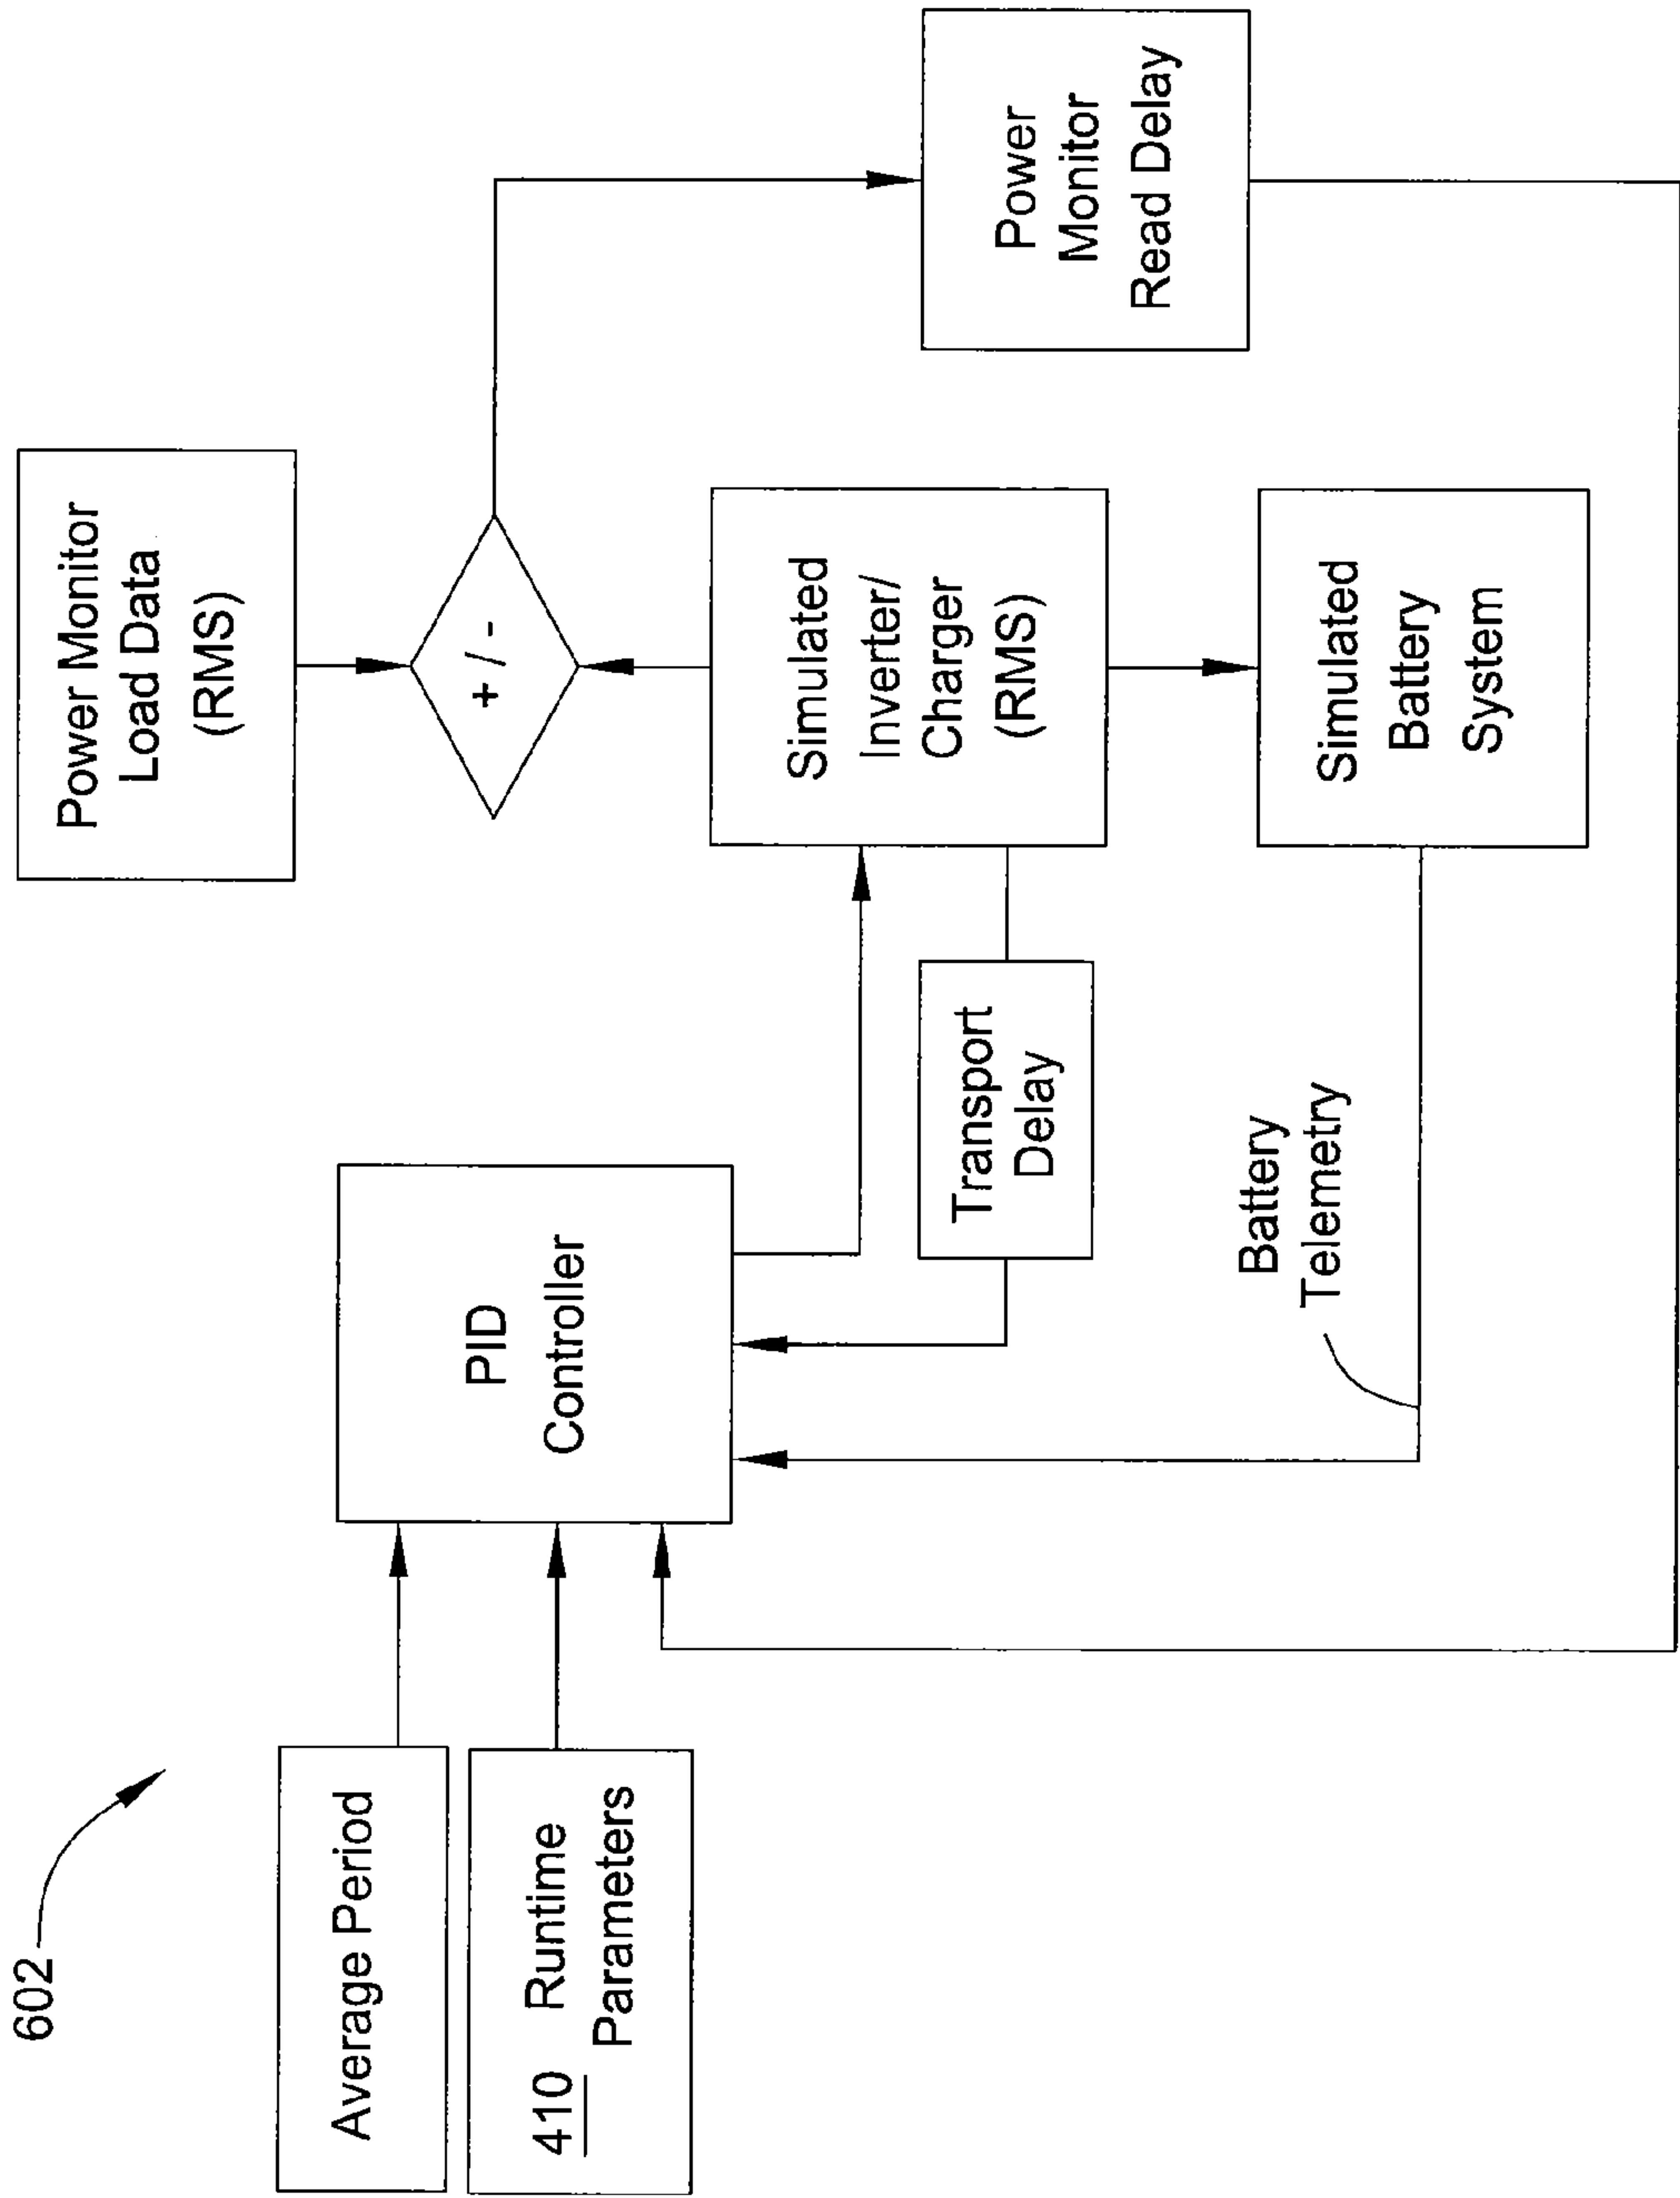 602
Average Period
410 Runtime
Parameters
PID
Controller
Transport
Delay
Battery
Telemetry
Power Monitor
Load Data
(RMS)
+ / -
Simulated
Inverter/
Charger
(RMS)
Simulated
Battery
System
Power
Monitor
Read Delay